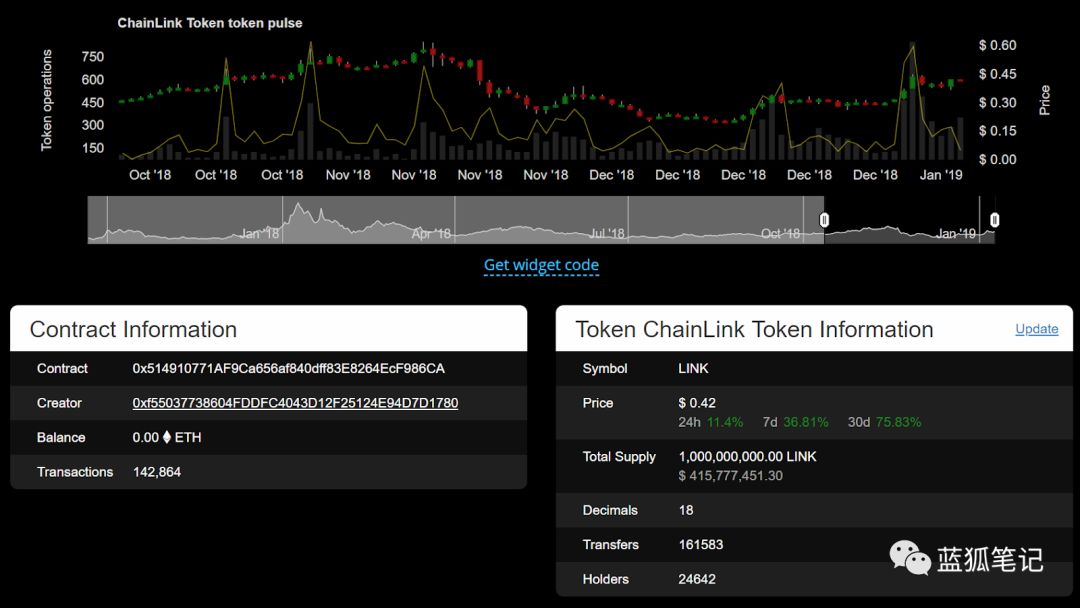 ChainLink Token token pulse
Token operations
750
600
450
300
150
$ 0.60
$ 0.45
$ 0.30
$ 0.15
$ 0.00
Price
Oct '18 Oct '18 Oct '18 Nov '18 Nov '18 Nov '18 Nov '18 Dec '18 Dec '18 Dec '18 Dec '18 Dec '18 Jan '19
Jan '18 Apr '18 Jul '18 Oct '18 Jan '19
Get widget code
Contract Information
Contract 0x514910771AF9Ca656af840dff83E8264EcF986CA
Creator 0xf55037738604FDDFC4043D12F25124E94D7D1780
Balance 0.00 ETH
Transactions 142,864
Token ChainLink Token Information Update
Symbol LINK
Price $ 0.42
24h 11.4% 7d 36.81% 30d 75.83%
Total Supply 1,000,000,000.00 LINK
$ 415,777,451.30
Decimals 18
Transfers 161583
Holders 24642
蓝狐笔记